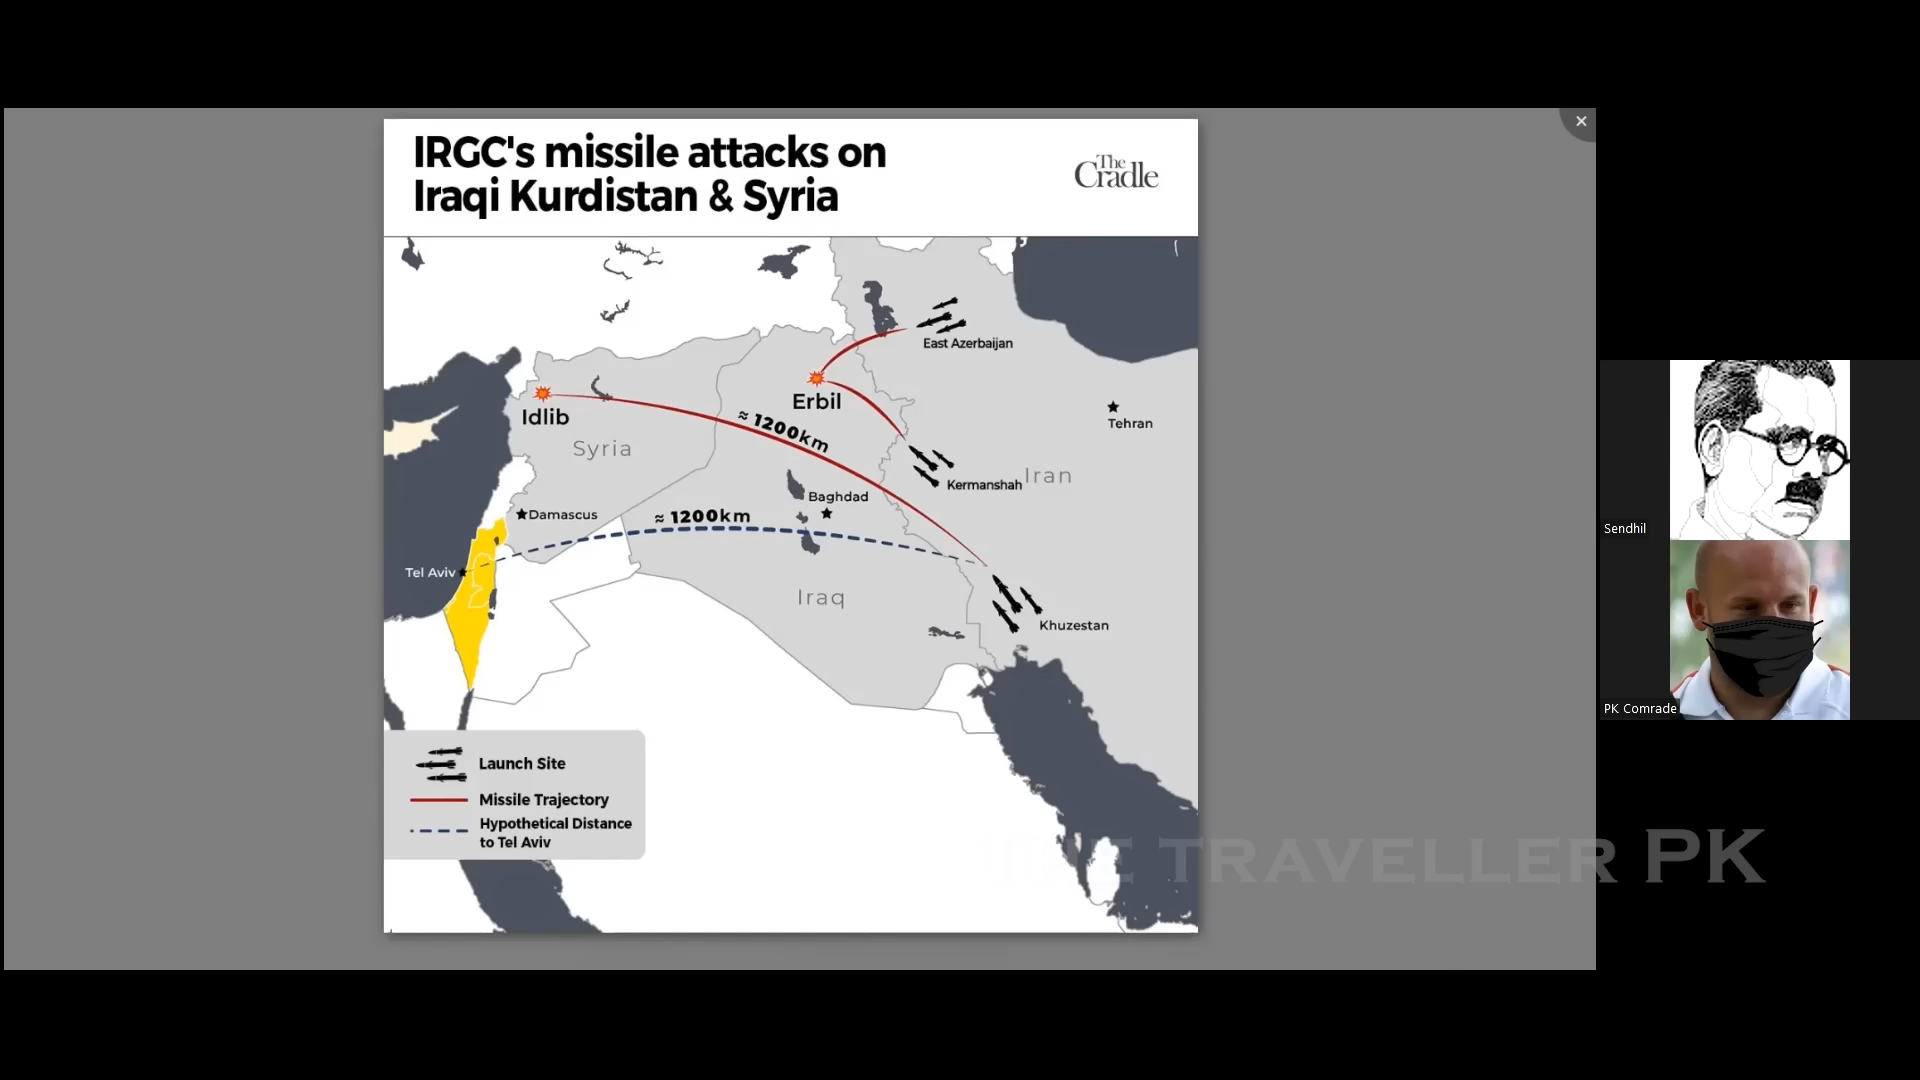 IRGC's missile attacks on
Iraqi Kurdistan & Syria
The
Cradle
East Azerbaijan
Erbil
Tehran
Idlib
≈ 1200km
Syria
Kermanshah
Iran
Baghdad
Damascus
≈ 1200km
Tel Aviv
Iraq
Khuzestan
Launch Site
Missile Trajectory
Hypothetical Distance
to Tel Aviv
THE TRAVELLER PK
Sendhil
PK Comrade